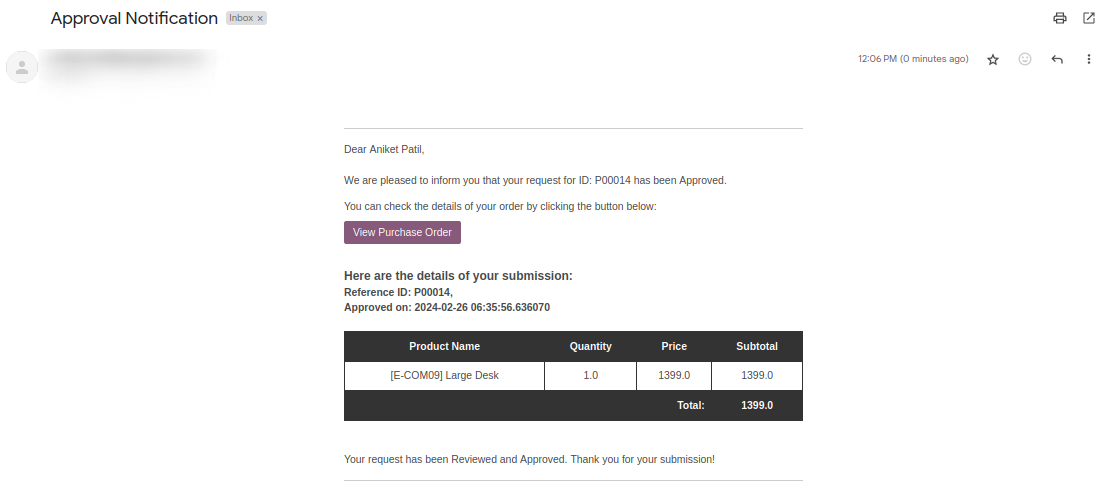 Approval Notification Inbox x
12:06 PM (0 minutes ago)
Dear Aniket Patil,
We are pleased to inform you that your request for ID: P00014 has been Approved.
You can check the details of your order by clicking the button below:
View Purchase Order
Here are the details of your submission:
Reference ID: P00014,
Approved on: 2024-02-26 06:35:56.636070
Product Name Quantity Price Subtotal
[E-COM09] Large Desk 1.0 1399.0 1399.0
Total: 1399.0
Your request has been Reviewed and Approved. Thank you for your submission!